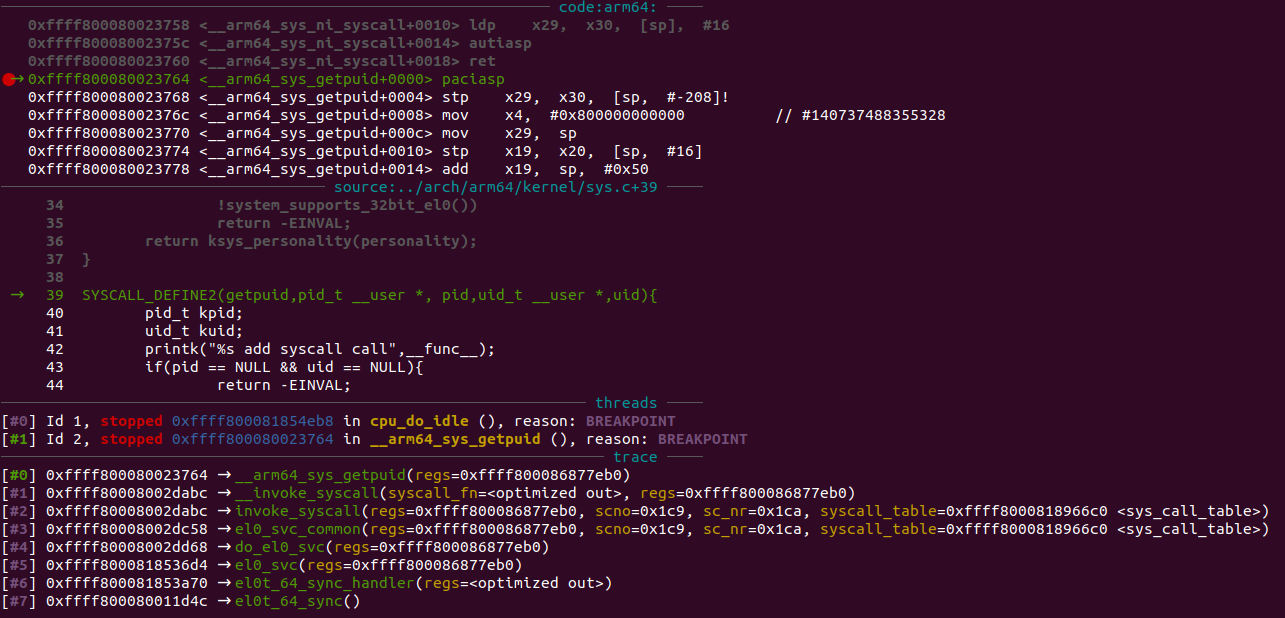 code:arm64:
0xffff800080023758 <__arm64_sys_ni_syscall+0010> ldp x29, x30, [sp], #16
0xffff80008002375c <__arm64_sys_ni_syscall+0014> autiasp
0xffff800080023760 <__arm64_sys_ni_syscall+0018> ret
→ 0xffff800080023764 <__arm64_sys_getpuid+0000> paciasp
0xffff800080023768 <__arm64_sys_getpuid+0004> stp x29, x30, [sp, #-208]!
0xffff80008002376c <__arm64_sys_getpuid+0008> mov x4, #0x800000000000 // #140737488355328
0xffff800080023770 <__arm64_sys_getpuid+000c> mov x29, sp
0xffff800080023774 <__arm64_sys_getpuid+0010> stp x19, x20, [sp, #16]
0xffff800080023778 <__arm64_sys_getpuid+0014> add x19, sp, #0x50
source:../arch/arm64/kernel/sys.c+39
34 !system_supports_32bit_el0())
35 return -EINVAL;
36 return ksys_personality(personality);
37 }
38
→ 39 SYSCALL_DEFINE2(getpuid,pid_t __user *, pid,uid_t __user *,uid){
40 pid_t kpid;
41 uid_t kuid;
42 printk("%s add syscall call",__func__);
43 if(pid == NULL && uid == NULL){
44 return -EINVAL;
threads
[#0] Id 1, stopped 0xffff800081854eb8 in cpu_do_idle (), reason: BREAKPOINT
[#1] Id 2, stopped 0xffff800080023764 in __arm64_sys_getpuid (), reason: BREAKPOINT
trace
[#0] 0xffff800080023764 → __arm64_sys_getpuid(regs=0xffff800086877eb0)
[#1] 0xffff80008002dabc → __invoke_syscall(syscall_fn=<optimized out>, regs=0xffff800086877eb0)
[#2] 0xffff80008002dabc → invoke_syscall(regs=0xffff800086877eb0, scno=0x1c9, sc_nr=0x1ca, syscall_table=0xffff8000818966c0 <sys_call_table>)
[#3] 0xffff80008002dc58 → el0_svc_common(regs=0xffff800086877eb0, scno=0x1c9, sc_nr=0x1ca, syscall_table=0xffff8000818966c0 <sys_call_table>)
[#4] 0xffff80008002dd68 → do_el0_svc(regs=0xffff800086877eb0)
[#5] 0xffff8000818536d4 → el0_svc(regs=0xffff800086877eb0)
[#6] 0xffff800081853a70 → el0t_64_sync_handler(regs=<optimized out>)
[#7] 0xffff800080011d4c → el0t_64_sync()